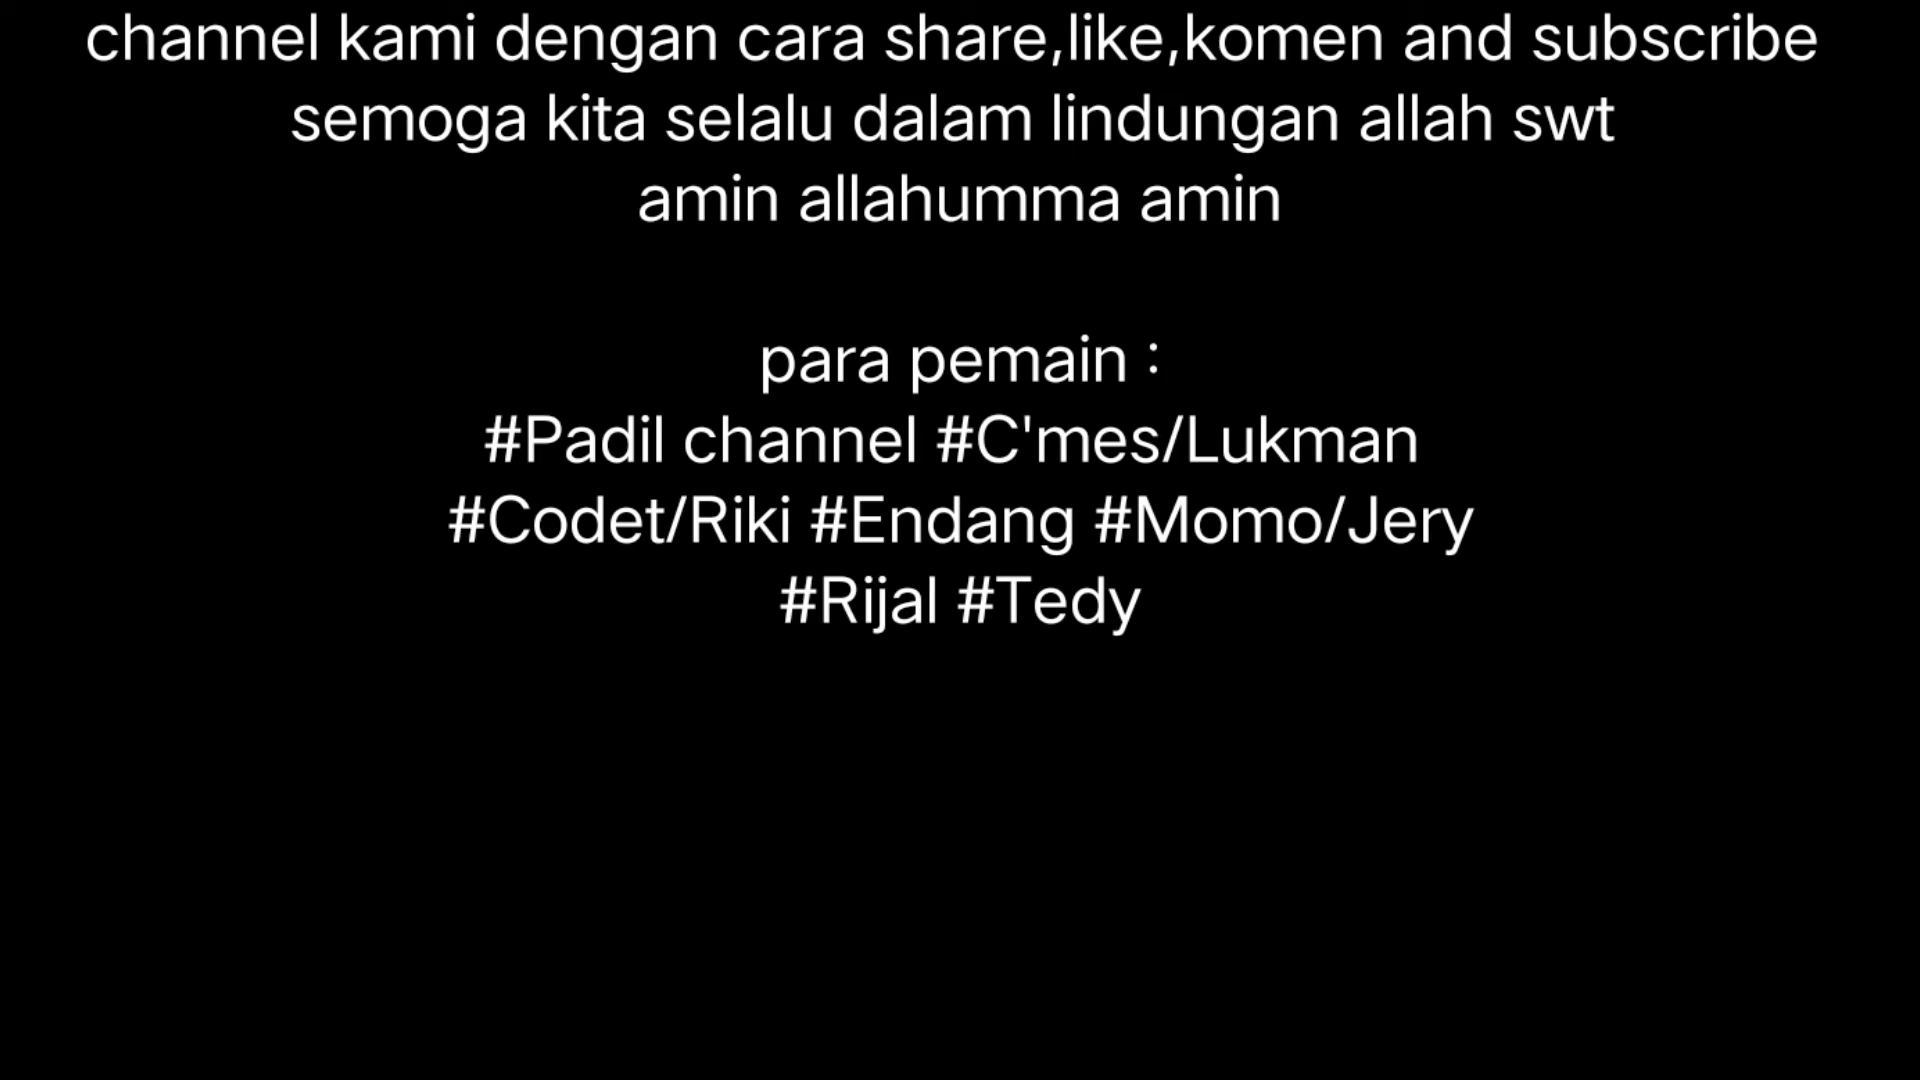 channel kami dengan cara share,like,komen and subscribe
semoga kita selalu dalam lindungan allah swt
amin allahumma amin
para pemain :
#Padil channel #C'mes/Lukman
#Codet/Riki #Endang #Momo/Jery
#Rijal #Tedy